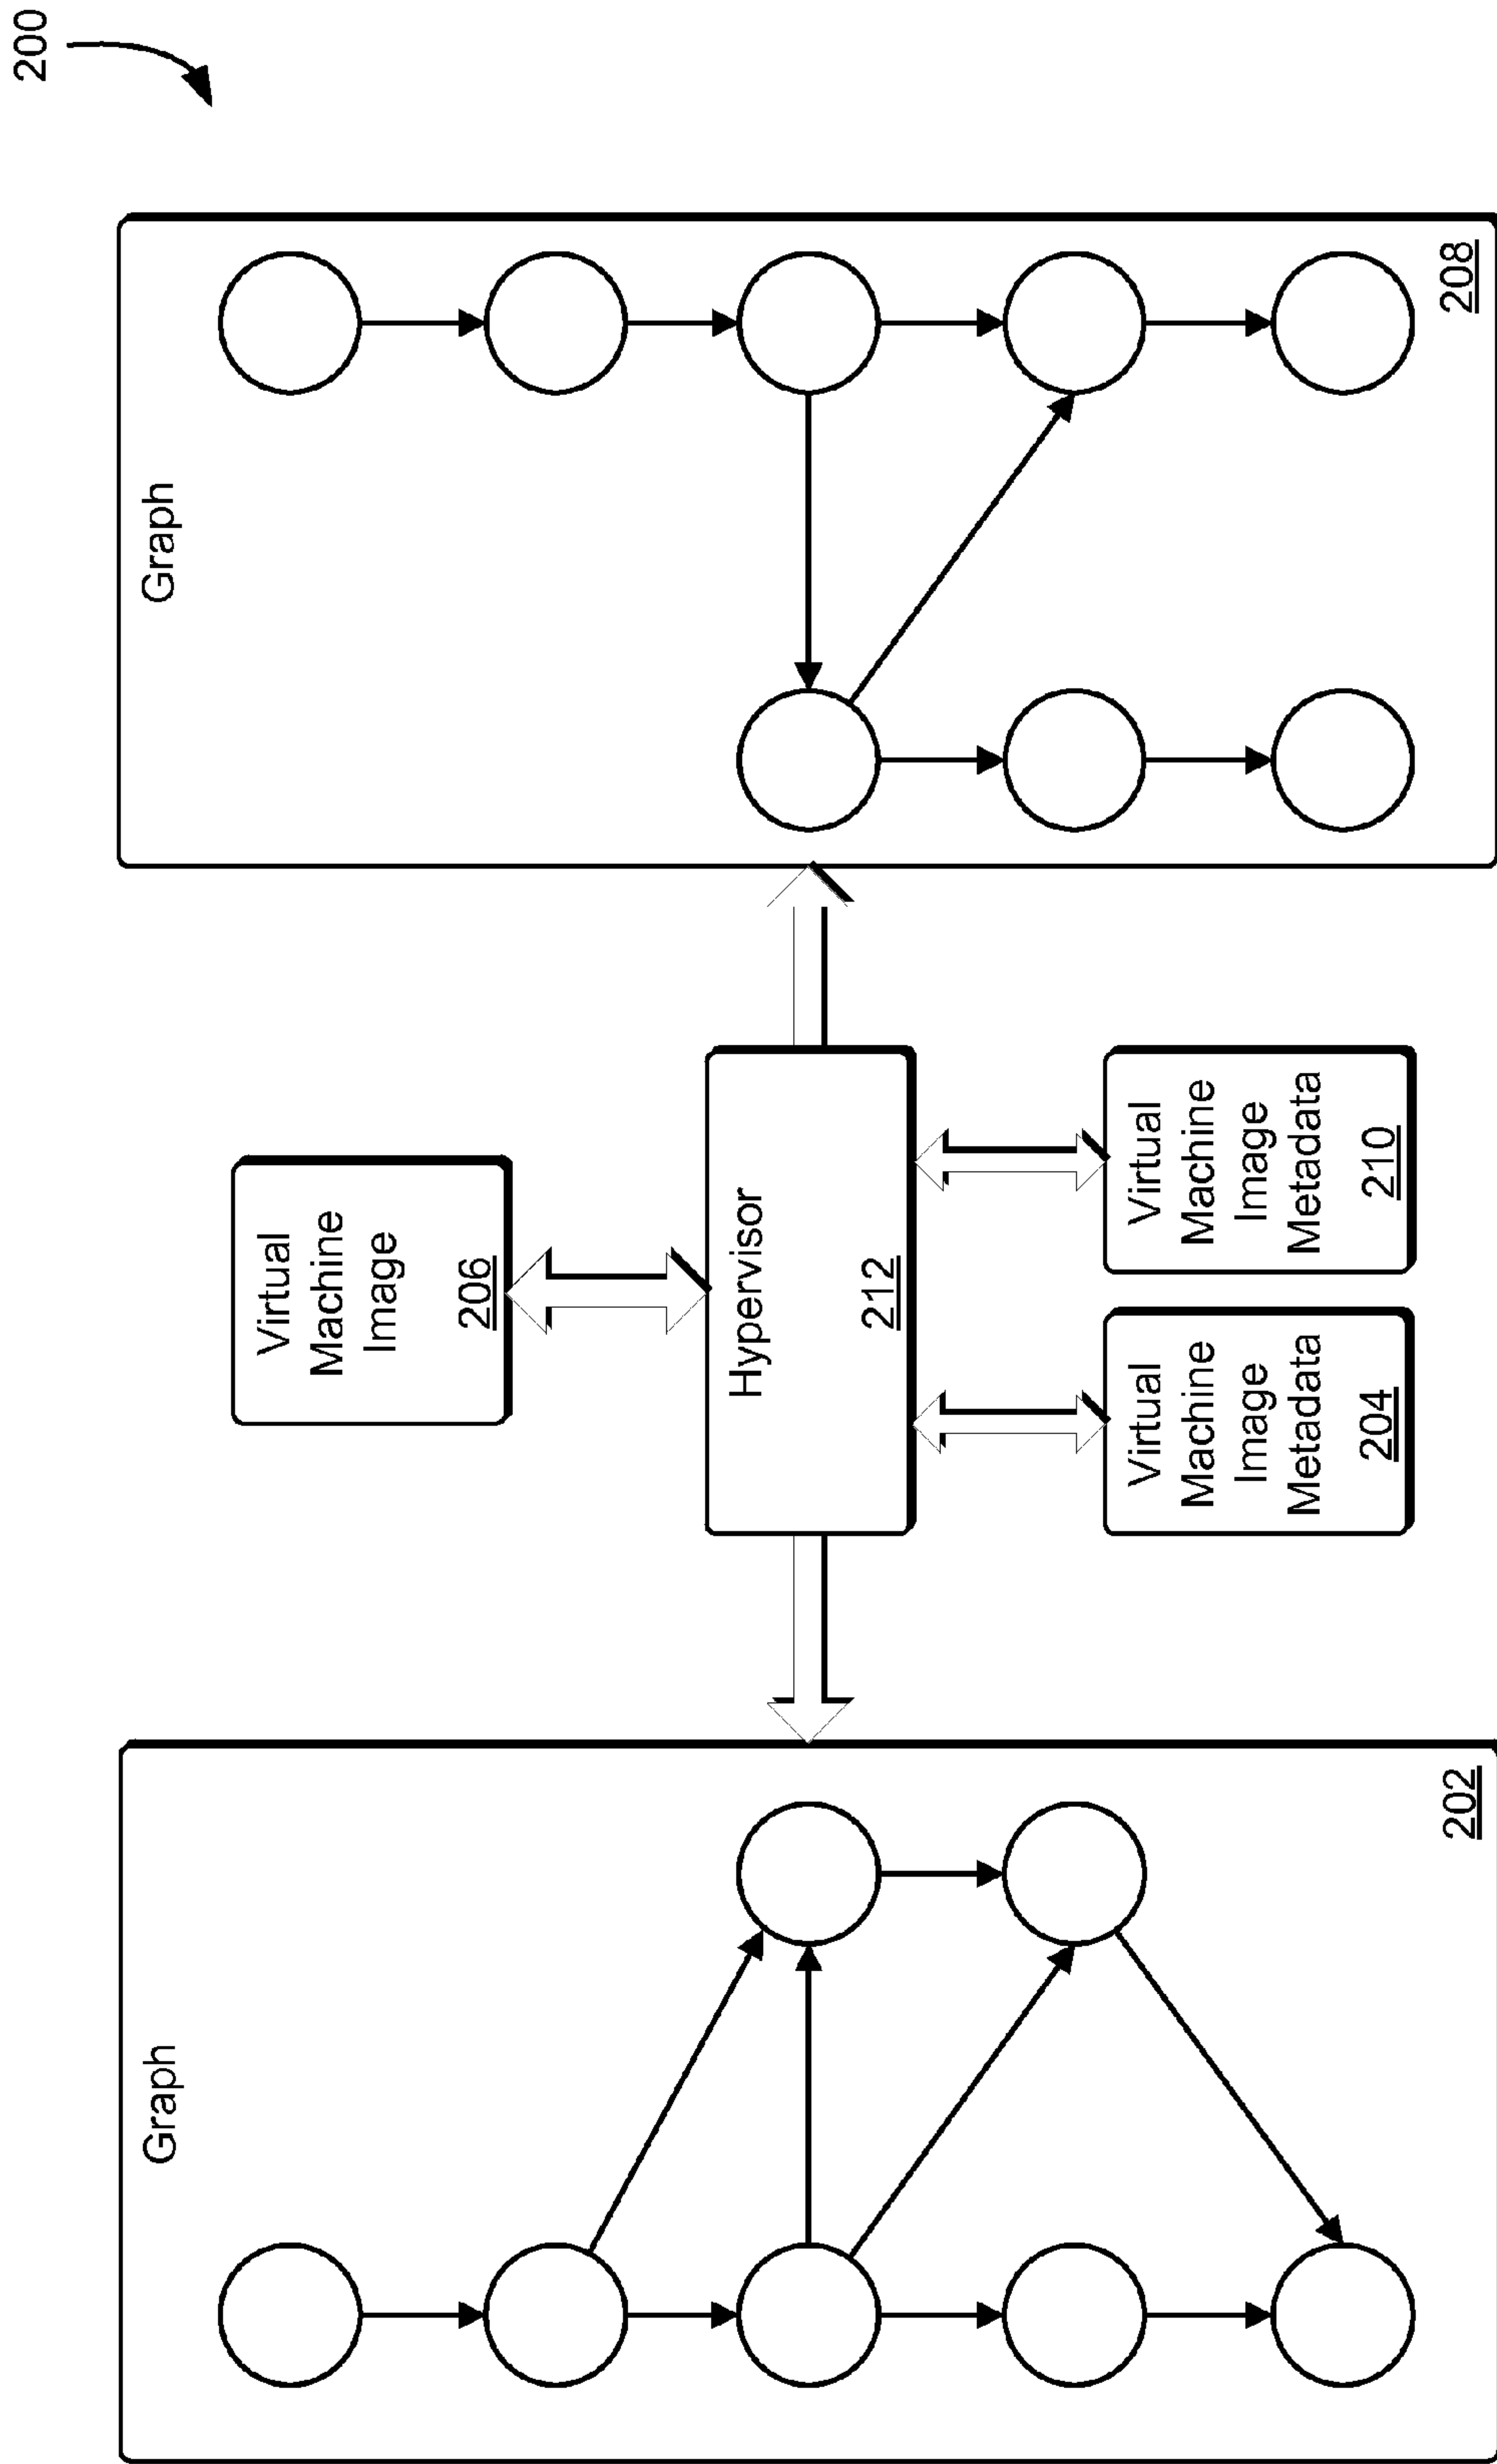 200
Graph
202
Virtual
Machine
Image
206
Hypervisor
212
Virtual
Machine
Image
Metadata
204
Virtual
Machine
Image
Metadata
210
Graph
208